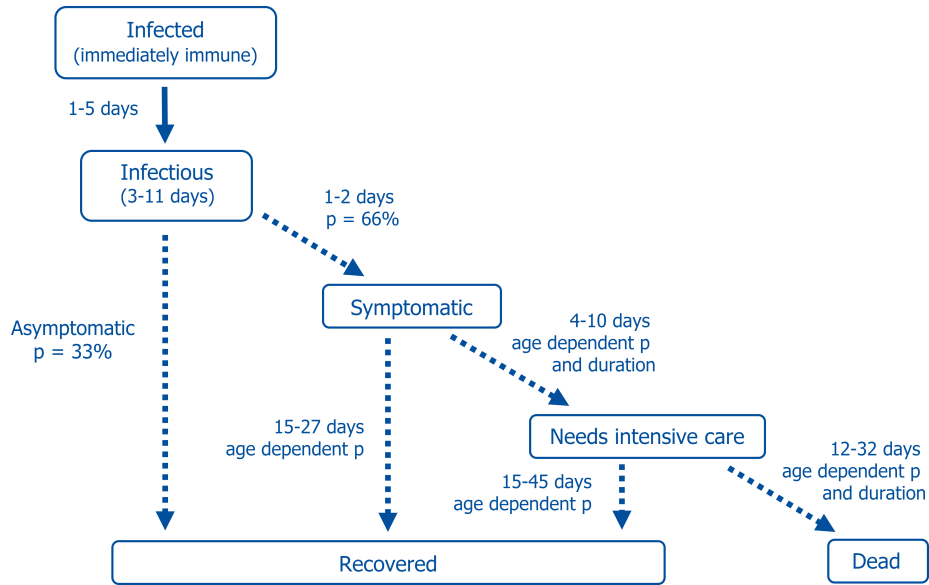 Infected
(immediately immune)
1-5 days
Infectious
(3-11 days)
1-2 days
p = 66%
Symptomatic
Asymptomatic
p = 33%
4-10 days
age dependent p
and duration
15-27 days
age dependent p
Needs intensive care
15-45 days
age dependent p
12-32 days
age dependent p
and duration
Recovered
Dead